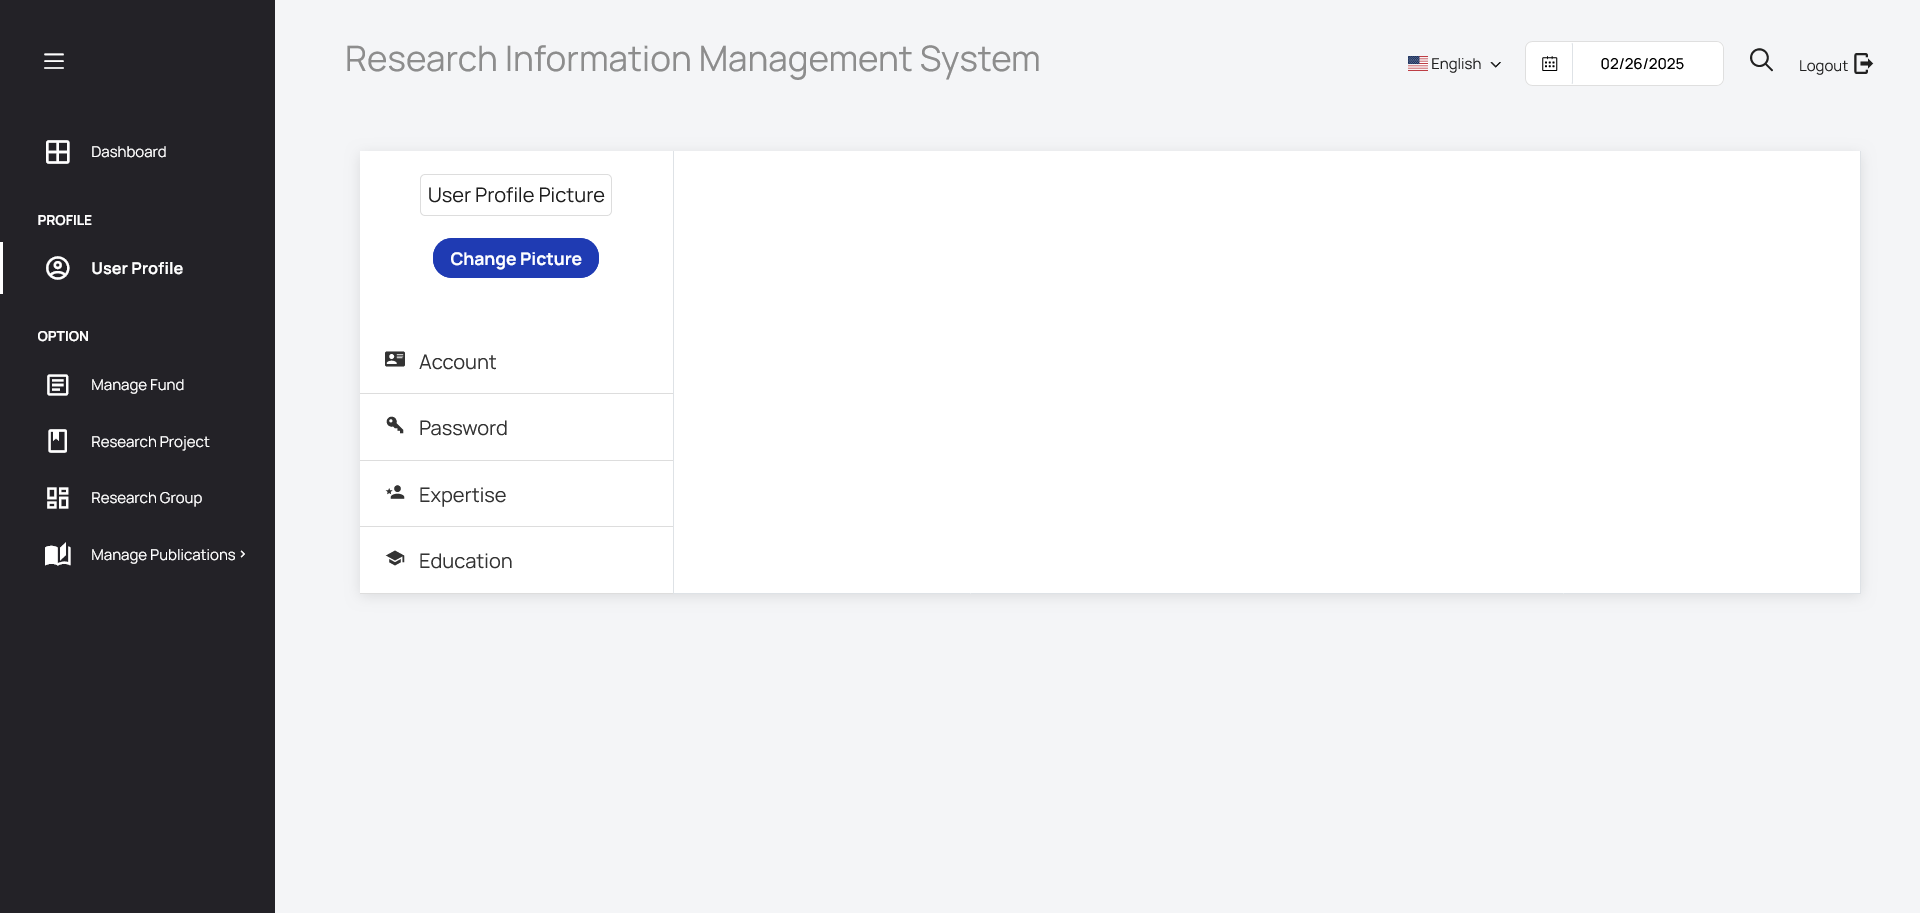 Research Information Management System
English
02/26/2025
Logout
Dashboard
PROFILE
User Profile
OPTION
Manage Fund
Research Project
Research Group
Manage Publications
User Profile Picture
Change Picture
Account
Password
Expertise
Education